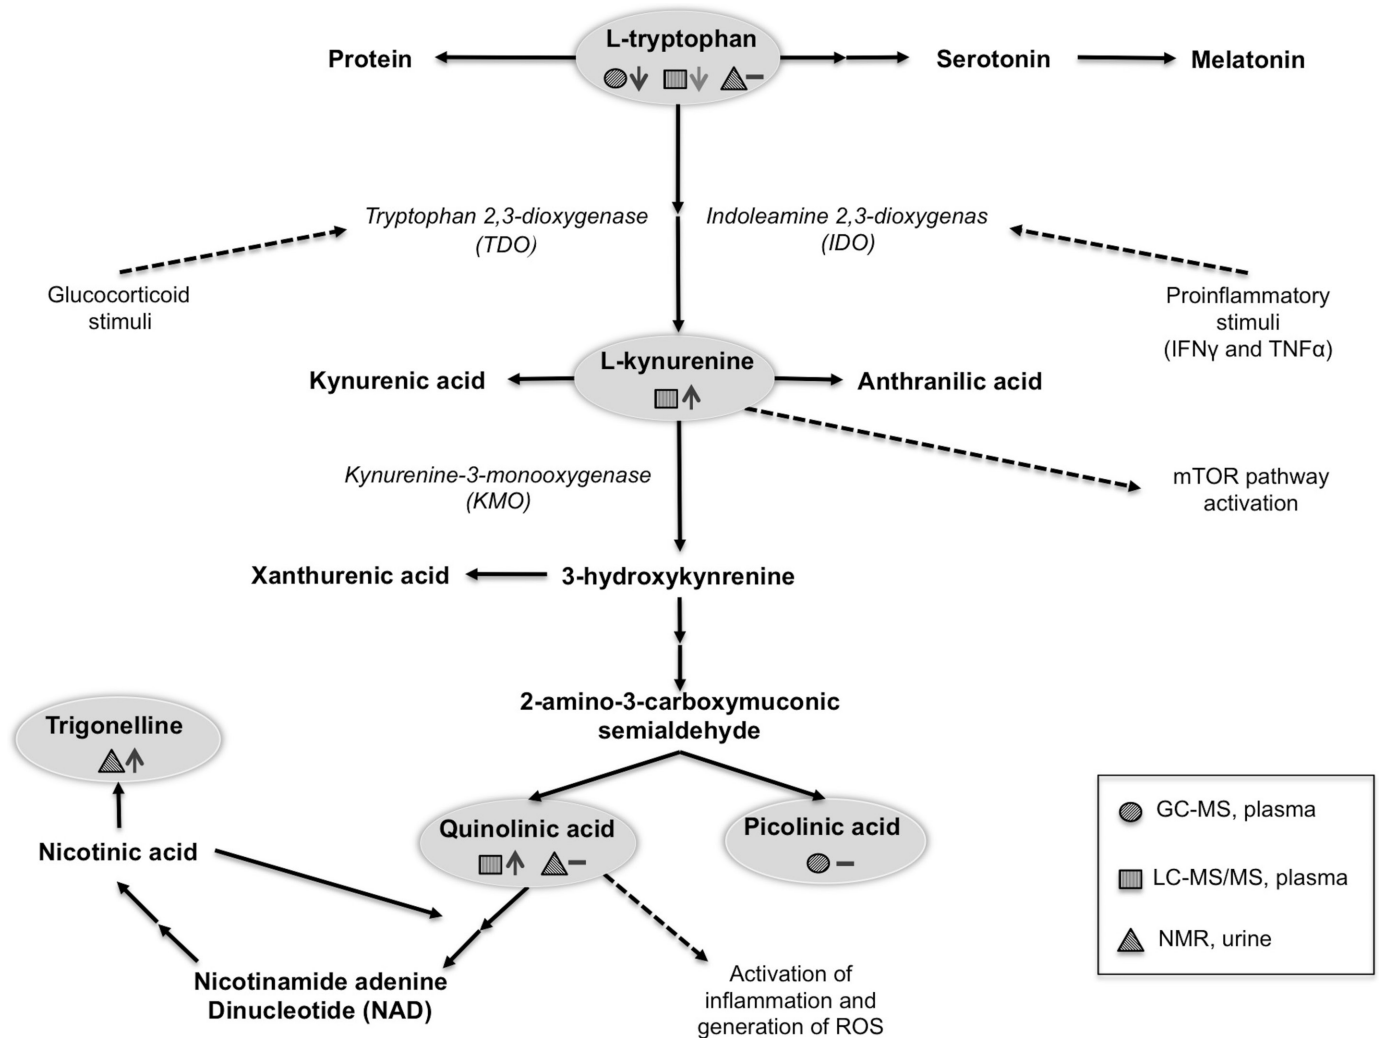 L-tryptophan
Protein
Serotonin
Melatonin
Tryptophan 2,3-dioxygenase
(TDO)
Indoleamine 2,3-dioxygenas
(IDO)
Glucocorticoid
stimuli
Proinflammatory
stimuli
(IFNγ and TNFα)
L-kynurenine
Kynurenic acid
Anthranilic acid
Kynurenine-3-monooxygenase
(KMO)
mTOR pathway
activation
Xanthurenic acid
3-hydroxykynrenine
2-amino-3-carboxymuconic
semialdehyde
Trigonelline
Quinolinic acid
Picolinic acid
Nicotinic acid
Nicotinamide adenine
Dinucleotide (NAD)
Activation of
inflammation and
generation of ROS
GC-MS, plasma
LC-MS/MS, plasma
NMR, urine